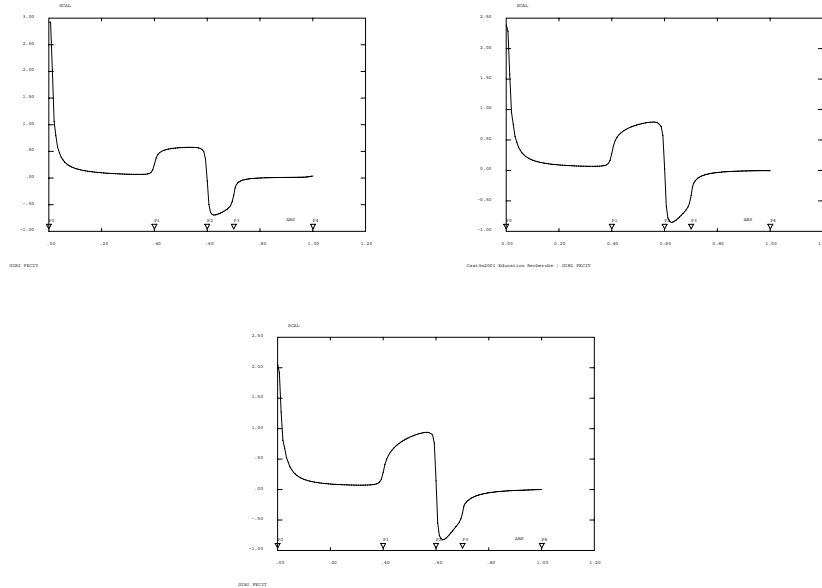 SCAL
3.00
2.50
2.00
1.50
1.00
.50
.00
-.50
-1.00
P0 P1 P2 P3 ABS P4
.00 .20 .40 .60 .80 1.00 1.20
GIBI FECIT
SCAL
2.50
2.00
1.50
1.00
0.50
0.00
-0.50
-1.00
P0 P1 P3 ABS P4
0.00 0.20 0.40 0.60 0.80 1.00
Cast3m2001 Education Recherche : GIBI FECIT
SCAL
2.50
2.00
1.50
1.00
.50
.00
-.50
-1.00
P0 P1 P2 P3 ABS P4
.00 .20 .40 .60 .80 1.00 1.20
GIBI FECIT